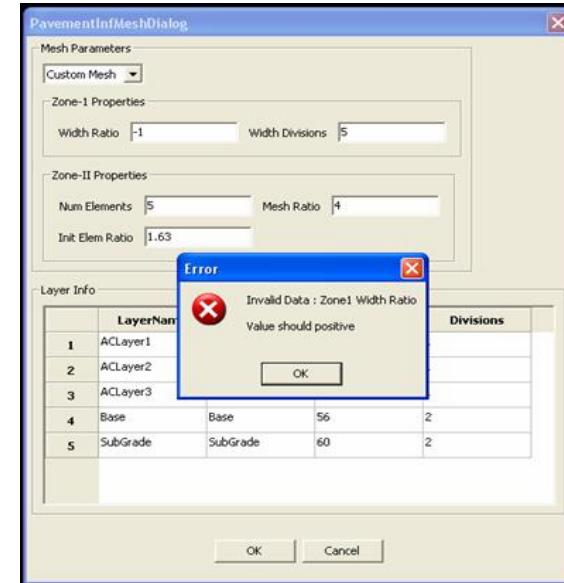 PavementInfMeshDialog
Mesh Parameters
Custom Mesh
Zone-1 Properties
Width Ratio -1 Width Divisions 5
Zone-II Properties
Num Elements 5 Mesh Ratio 4
Init Elem Ratio 1.63
Error
Invalid Data : Zone1 Width Ratio
Value should positive
OK
Layer Info
Divisions
1 ACLayer1
2 ACLayer2
3 ACLayer3
4 Base Base 56 2
5 SubGrade SubGrade 60 2
OK Cancel